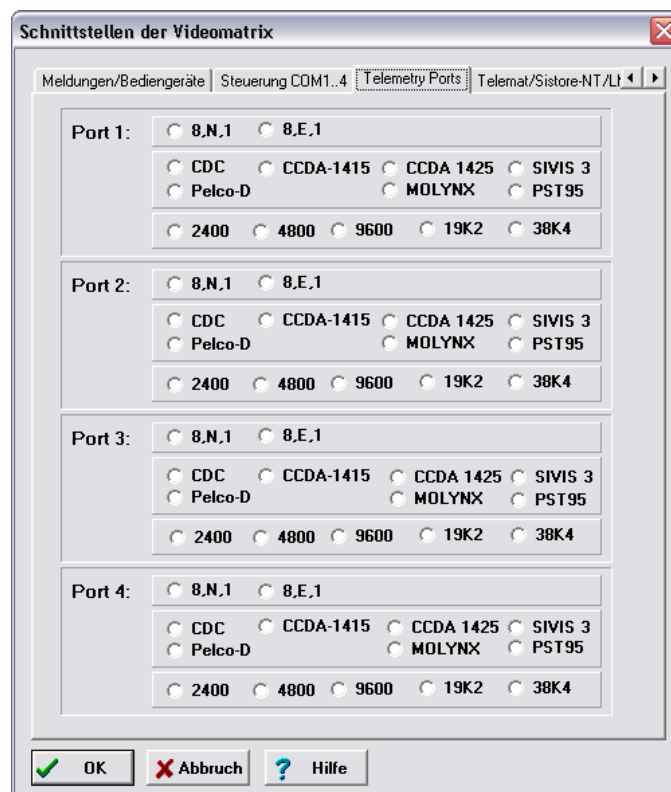 Schnittstellen der Videomatrix
Meldungen/Bediengeräte Steuerung COM1..4 Telemetry Ports Telemat/Sistore-NT/
Port 1: 8,N,1 8,E,1
CDC CCDA-1415 CCDA 1425 SIVIS 3
Pelco-D MOLYNX PST95
2400 4800 9600 19K2 38K4
Port 2: 8,N,1 8,E,1
CDC CCDA-1415 CCDA 1425 SIVIS 3
Pelco-D MOLYNX PST95
2400 4800 9600 19K2 38K4
Port 3: 8,N,1 8,E,1
CDC CCDA-1415 CCDA 1425 SIVIS 3
Pelco-D MOLYNX PST95
2400 4800 9600 19K2 38K4
Port 4: 8,N,1 8,E,1
CDC CCDA-1415 CCDA 1425 SIVIS 3
Pelco-D MOLYNX PST95
2400 4800 9600 19K2 38K4
OK Abbruch Hilfe